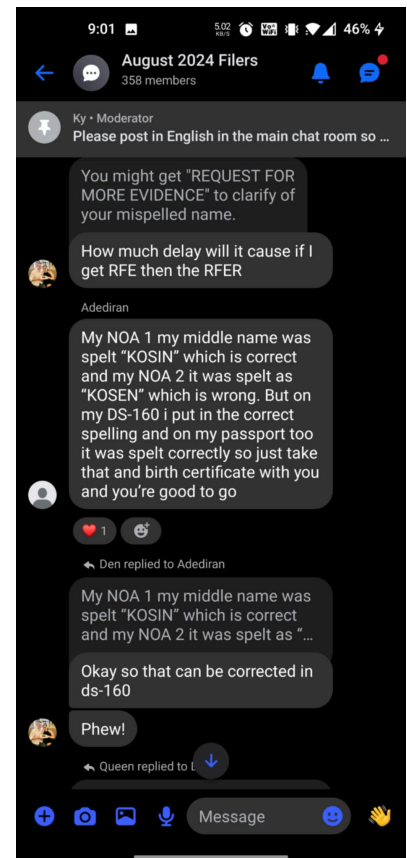 9:01
5.02
KB/S
Vo
WiFi
46%
August 2024 Filers
358 members
Ky • Moderator
Please post in English in the main chat room so ...
You might get "REQUEST FOR
MORE EVIDENCE" to clarify of
your mispelled name.
How much delay will it cause if I
get RFE then the RFER
Adediran
My NOA 1 my middle name was
spelt “KOSIN” which is correct
and my NOA 2 it was spelt as
“KOSEN” which is wrong. But on
my DS-160 i put in the correct
spelling and on my passport too
it was spelt correctly so just take
that and birth certificate with you
and you’re good to go
1
Den replied to Adediran
My NOA 1 my middle name was
spelt “KOSIN” which is correct
and my NOA 2 it was spelt as “...
Okay so that can be corrected in
ds-160
Phew!
Queen replied to
Message